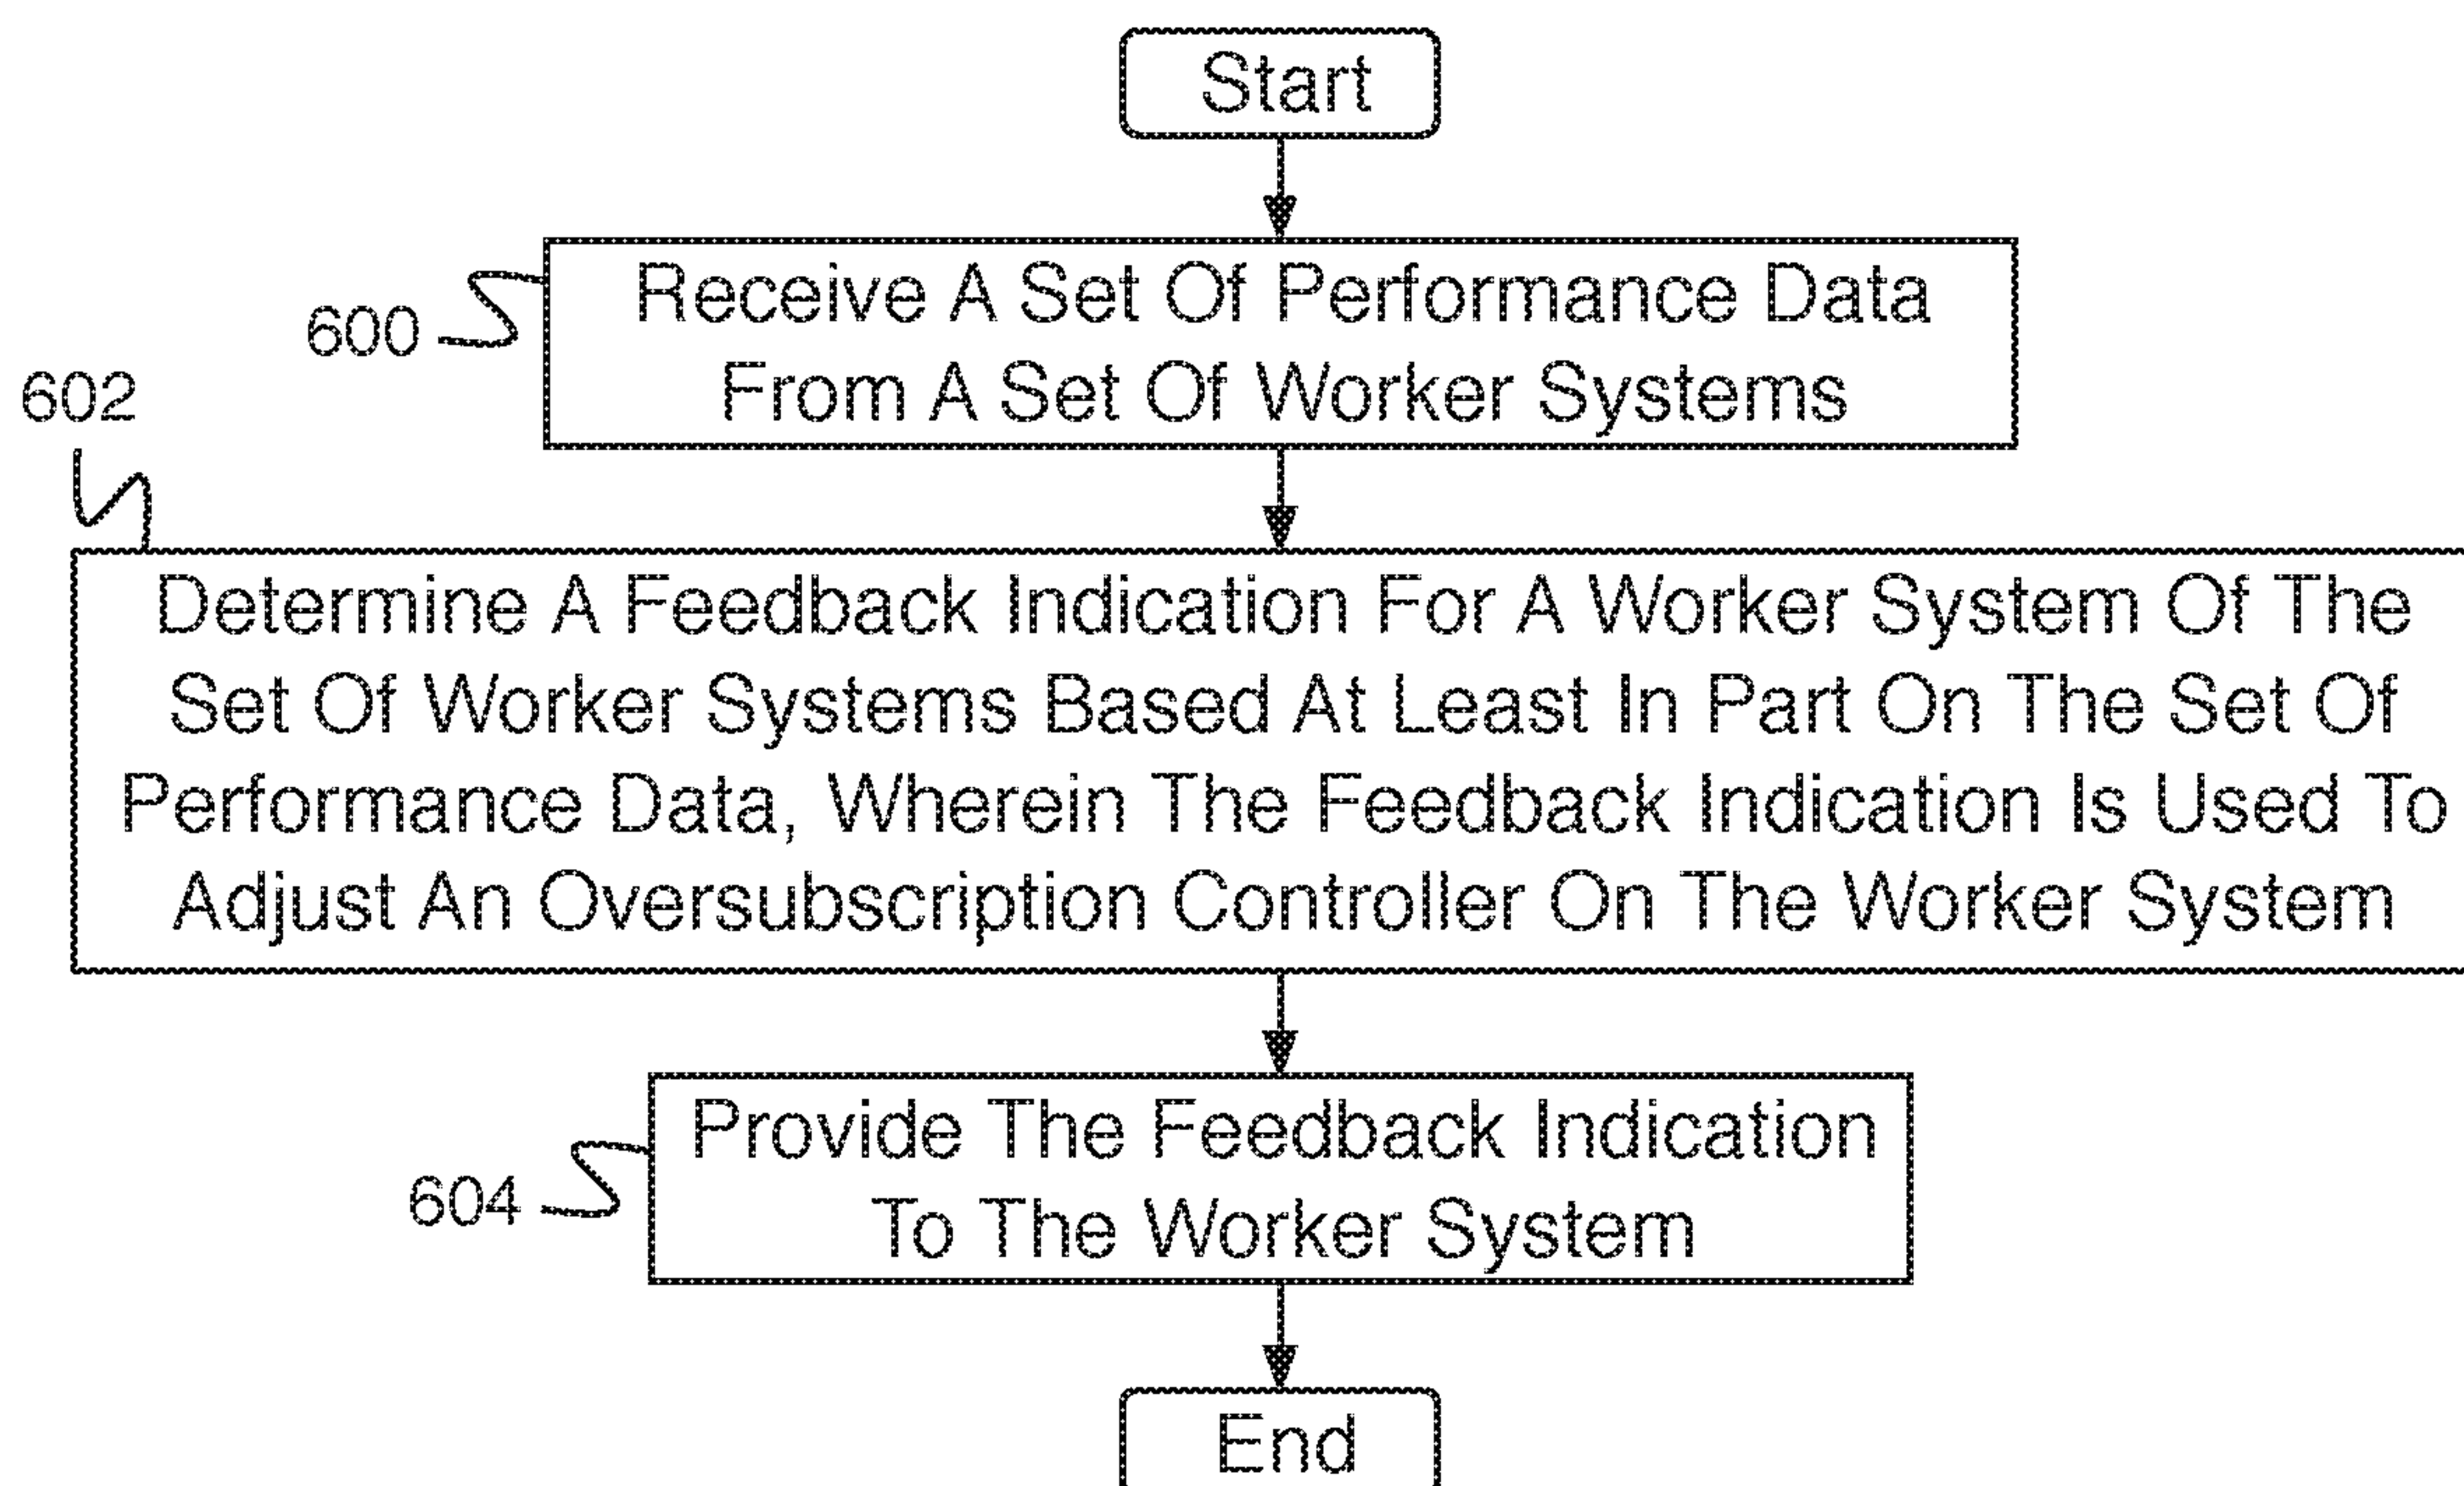 Start
600
Receive A Set Of Performance Data
From A Set Of Worker Systems
602
Determine A Feedback Indication For A Worker System Of The
Set Of Worker Systems Based At Least In Part On The Set Of
Performance Data, Wherein The Feedback Indication Is Used To
Adjust An Oversubscription Controller On The Worker System
604
Provide The Feedback Indication
To The Worker System
End